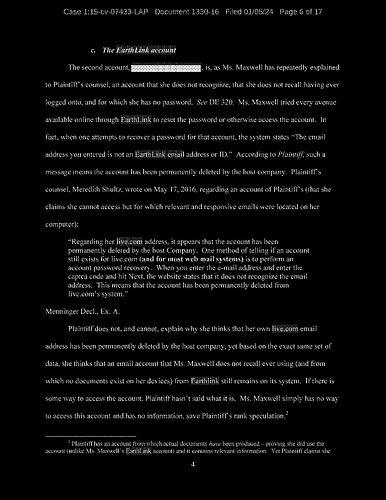 Case 1:15-cv-07433-LAP Document 1330-16 Filed 01/05/24 Page 6 of 17
c. The EarthLink account
The second account, , is, as Ms. Maxwell has repeatedly explained
to Plaintiff's counsel, an account that she does not recognize, that she does not recall having ever
logged onto, and for which she has no password. See DE 320. Ms. Maxwell tried every avenue
available online through EarthLink to reset the password or otherwise access the account. In
fact, when one attempts to recover a password for that account, the system states "The email
address you entered is not an EarthLink email address or ID." According to Plaintiff, such a
message means the account has been permanently deleted by the host company. Plaintiff's
counsel, Meredith Shultz, wrote on May 17, 2016, regarding an account of Plaintiff's (that she
claims she cannot access but for which relevant and responsive emails were located on her
computer):
"Regarding her live.com address, it appears that the account has been
permanently deleted by the host Company. One method of telling if an account
still exists for live.com (and for most web mail systems) is to perform an
account password recovery. When you enter the e-mail address and enter the
captca code and hit Next, the website states that it does not recognize the email
address. This means that the account has been permanently deleted from
live.com's system."
Menninger Decl., Ex. A.
Plaintiff does not, and cannot, explain why she thinks that her own live.com email
address has been permanently deleted by the host company, yet based on the exact same set of
data, she thinks that an email account that Ms. Maxwell does not recall ever using (and from
which no documents exist on her devices) from Earthlink still remains on its system. If there is
some way to access the account, Plaintiff hasn't said what it is. Ms. Maxwell simply has no way
to access this account and has no information, save Plaintiff's rank speculation.2
2 Plaintiff has an account from which actual documents have been produced – proving she did use the
account (unlike Ms. Maxwell's EarthLink account) and it contains relevant information. Yet Plaintiff claims she
4